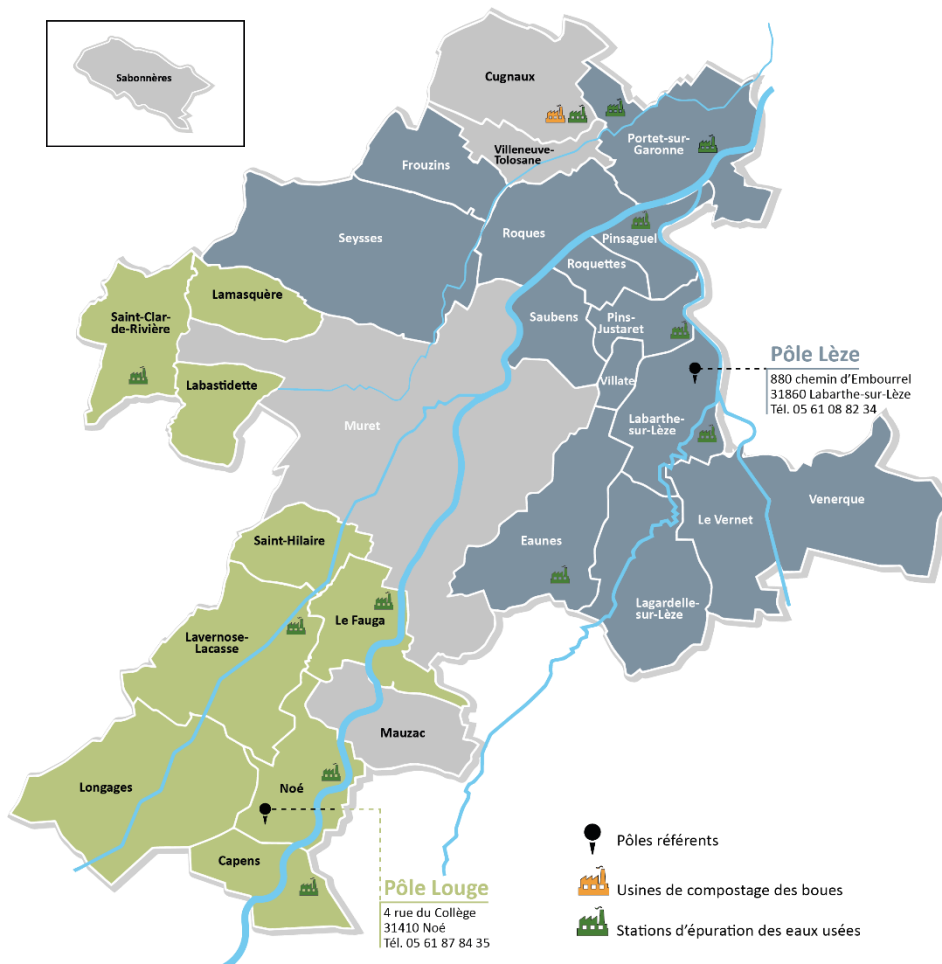 Sabonnères
Cugnaux
Villeneuve-
Tolosane
Portet-sur-
Garonne
Frouzins
Seysses
Roques
Pinsaguel
Roquettes
Lamasquère
Saint-Clar-
de-Rivière
Saubens
Pins-
Justaret
Labastidette
Villate
Muret
Labarthe-
sur-Lèze
Pôle Lèze
880 chemin d'Embourrel
31860 Labarthe-sur-Lèze
Tél. 05 61 08 82 34
Venerque
Le Vernet
Eaunes
Saint-Hilaire
Lagardelle-
sur-Lèze
Le Fauga
Lavernose-
Lacasse
Mauzac
Longages
Noé
Capens
Pôle Louge
4 rue du Collège
31410 Noé
Tél. 05 61 87 84 35
Pôles référents
Usines de compostage des boues
Stations d'épuration des eaux usées